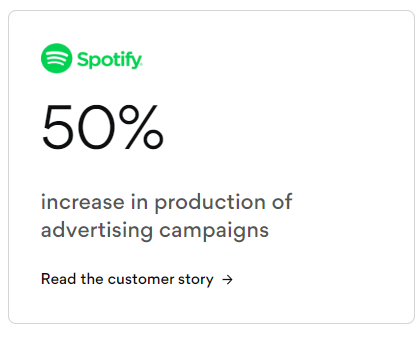 Spotify
50%
increase in production of
advertising campaigns
Read the customer story →